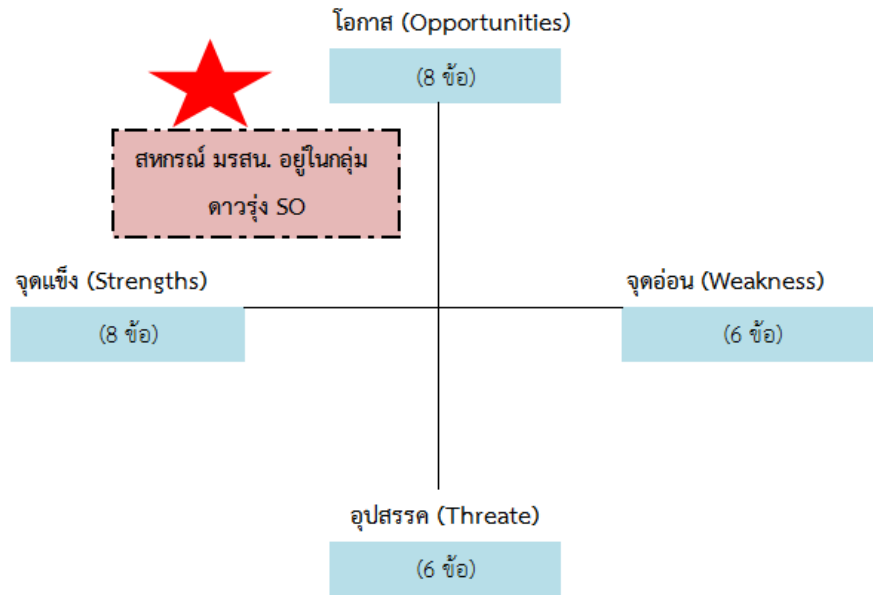 โอกาส (Opportunities)
(8 ข้อ)
สหกรณ์ มรสน. อยู่ในกลุ่ม
ดาวรุ่ง SO
จุดแข็ง (Strengths)
(8 ข้อ)
จุดอ่อน (Weakness)
(6 ข้อ)
อุปสรรค (Threate)
(6 ข้อ)